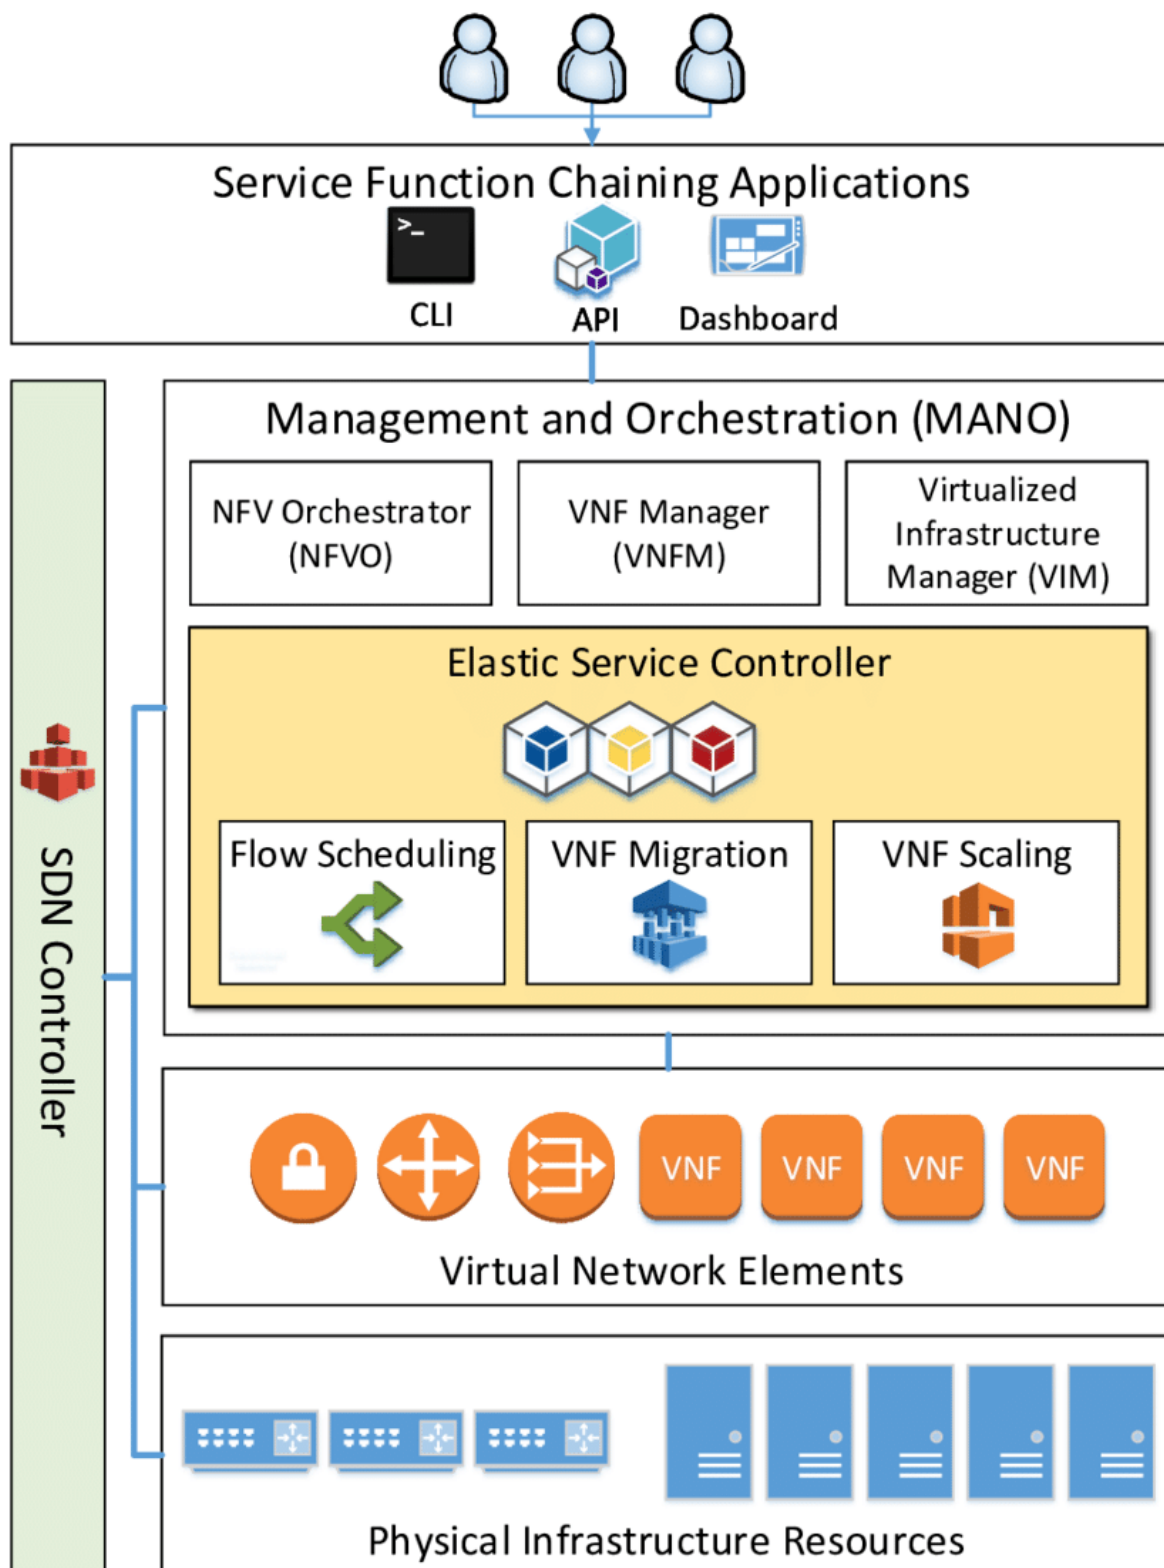 Service Function Chaining Applications
>_
CLI
API
Dashboard
SDN Controller
Management and Orchestration (MANO)
NFV Orchestrator
(NFVO)
VNF Manager
(VNFM)
Virtualized
Infrastructure
Manager (VIM)
Elastic Service Controller
Flow Scheduling
VNF Migration
VNF Scaling
VNF
VNF
VNF
VNF
Virtual Network Elements
Physical Infrastructure Resources